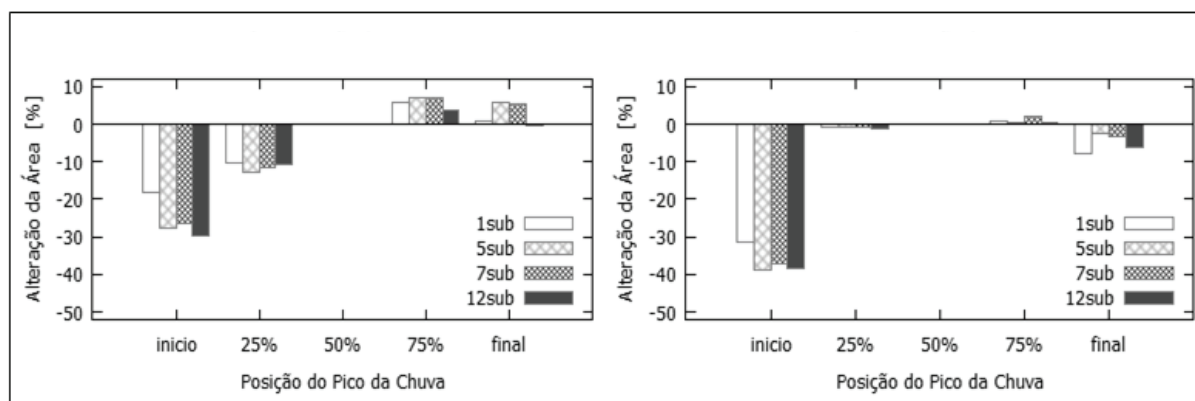 Alteração da Área [%]
10
0
-10
-20
-30
-40
-50
1sub
5sub
7sub
12sub
inicio 25% 50% 75% final
Posição do Pico da Chuva
Alteração da Área [%]
10
0
-10
-20
-30
-40
-50
1sub
5sub
7sub
12sub
inicio 25% 50% 75% final
Posição do Pico da Chuva